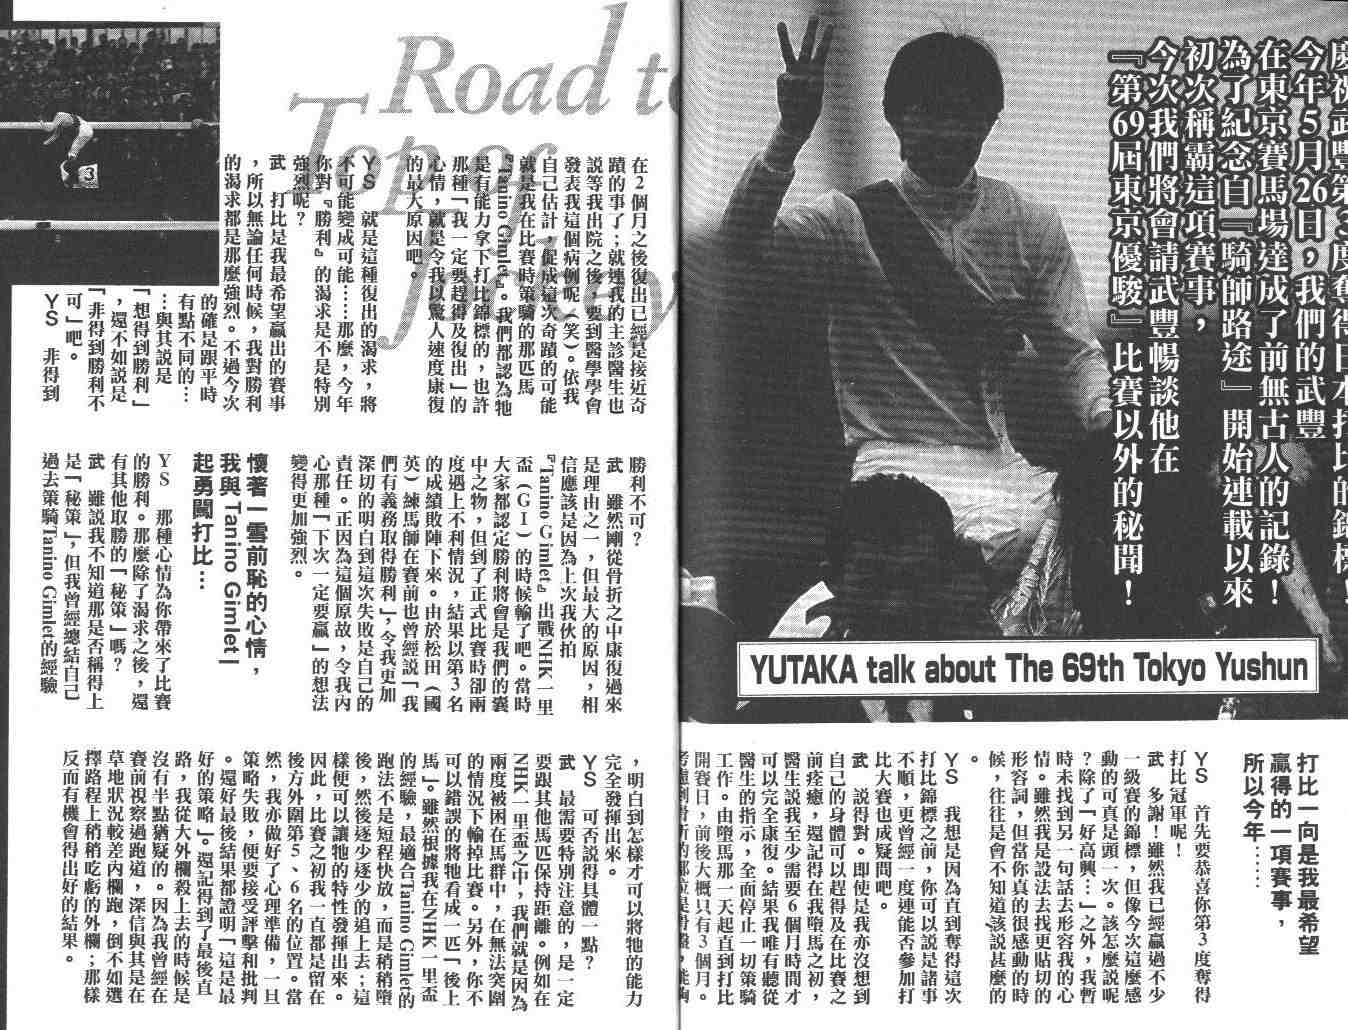 慶祝武豐第3度奪得日本打比的錦標！
今年5月26日，我們的武豐
在東京賽馬場達成了前無古人的記錄！
為了紀念自『騎師路途』開始連載以來
初次稱霸這項賽事，
今次我們將會請武豐暢談他在
『第69屆東京優駿』比賽以外的秘聞！
YUTAKA talk about The 69th Tokyo Yushun
打比一向是我最希望
贏得的一項賽事，
所以今年……
YS　首先要恭喜你第3度奪得
打比冠軍呢！
武　多謝！雖然我已經贏過不少
一級賽的錦標，但像今次這麼感
動的可真是頭一次。該怎麼說呢
？除了「好高興…」之外，我暫
時未找到另一句話去形容我的心
情。雖然我是設法去找更貼切的
形容詞，但當你真的很感動的時
候，往往是會不知道該説甚麼的
。
YS　我想是因為直到奪得這次
打比錦標之前，你可以說是諸事
不順，更曾經一度連能否參加打
比大賽也成疑問吧。
武　說得對。即使是我亦沒想到
自己的身體可以趕得及在比賽之
前痊癒，還記得在我墮馬之初，
醫生說我至少需要6個月時間才
可以完全康復。結果我唯有聽從
醫生的指示，全面停止一切策騎
工作。由墮馬那一天起直到打比
開賽日，前後大概只有3個月。
Road to
Top of
Jockey
在2個月之後復出已經是接近奇
蹟的事了；就連我的主診醫生也
説等我出院之後，要到醫學學會
發表我這個病例呢（笑）。依我
自己估計，促成這次奇蹟的可能
就是我在比賽時策騎的那匹馬
『Tanino Gimlet』。我們都認為牠
是有能力拿下打比錦標的，也許
那種「我一定要趕得及復出」的
心情，就是令我以驚人速度康復
的最大原因吧。
YS　就是這種復出的渴求，將
不可能變成可能……那麼，今年
你對『勝利』的渴求是不是特別
強烈呢？
武　打比是我最希望贏出的賽事
，所以無論任何時候，我對勝利
的渴求都是那麼強烈。不過今次
的確是跟平時
有點不同的…
…與其説是
「想得到勝利」
，還不如説是
「非得到勝利不
可」吧。
YS　非得到
3
勝利不可？
武　雖然剛從骨折之中康復過來
是理由之一，但最大的原因，相
信應該是因為上次我伙拍
『Tanino Gimlet』出戰NHK一里
盃（GI）的時候輸了吧。當時
大家都認定勝利將會是我們的囊
中之物，但到了正式比賽時卻兩
度遇上不利情況，結果以第3名
的成績敗陣下來。由於松田（國
英）練馬師在賽前也曾經説「我
們有義務取得勝利」，令我更加
深切的明白到這次失敗是自己的
責任。正因為這個原故，令我內
心那種「下次一定要贏」的想法
變得更加強烈。
懷著一雪前恥的心情，
我與Tanino Gimlet一
起勇闖打比…
YS　那種心情為你帶來了比賽
的勝利。那麼除了渴求之後，還
有其他取勝的「秘策」嗎？
武　雖説我不知道那是否稱得上
是「秘策」，但我曾經總結自己
過去策騎Tanino Gimlet的經驗
，明白到怎樣才可以將牠的能力
完全發揮出來。
YS　可否說得具體一點？
武　最需要特別注意的，是一定
要跟其他馬匹保持距離。例如在
NHK一里盃之中，我們就是因為
兩度被困在馬群中，在無法突圍
的情況下輸掉比賽。另外，你不
可以錯誤的將牠看成一匹「後上
馬」。雖然根據我在NHK一里盃
的經驗，最適合Tanino Gimlet的
跑法不是短程快放，而是稍稍墮
後，然後逐少逐少的追上去；這
樣便可以讓牠的特性發揮出來。
因此，比賽之初我一直都是留在
後方外圍第5、6名的位置。當
然，我亦做好了心理準備，一旦
策略失敗，便要接受評擊和批判
。還好最後結果都證明「這是最
好的策略」。還記得到了最後直
路，我從大外欄殺上去的時候是
沒有半點猶疑的。因為我曾經在
賽前視察過跑道，深信與其是在
草地狀況較差內欄跑，倒不如選
擇路程上稍稍吃虧的外欄；那樣
反而有機會得出好的結果。